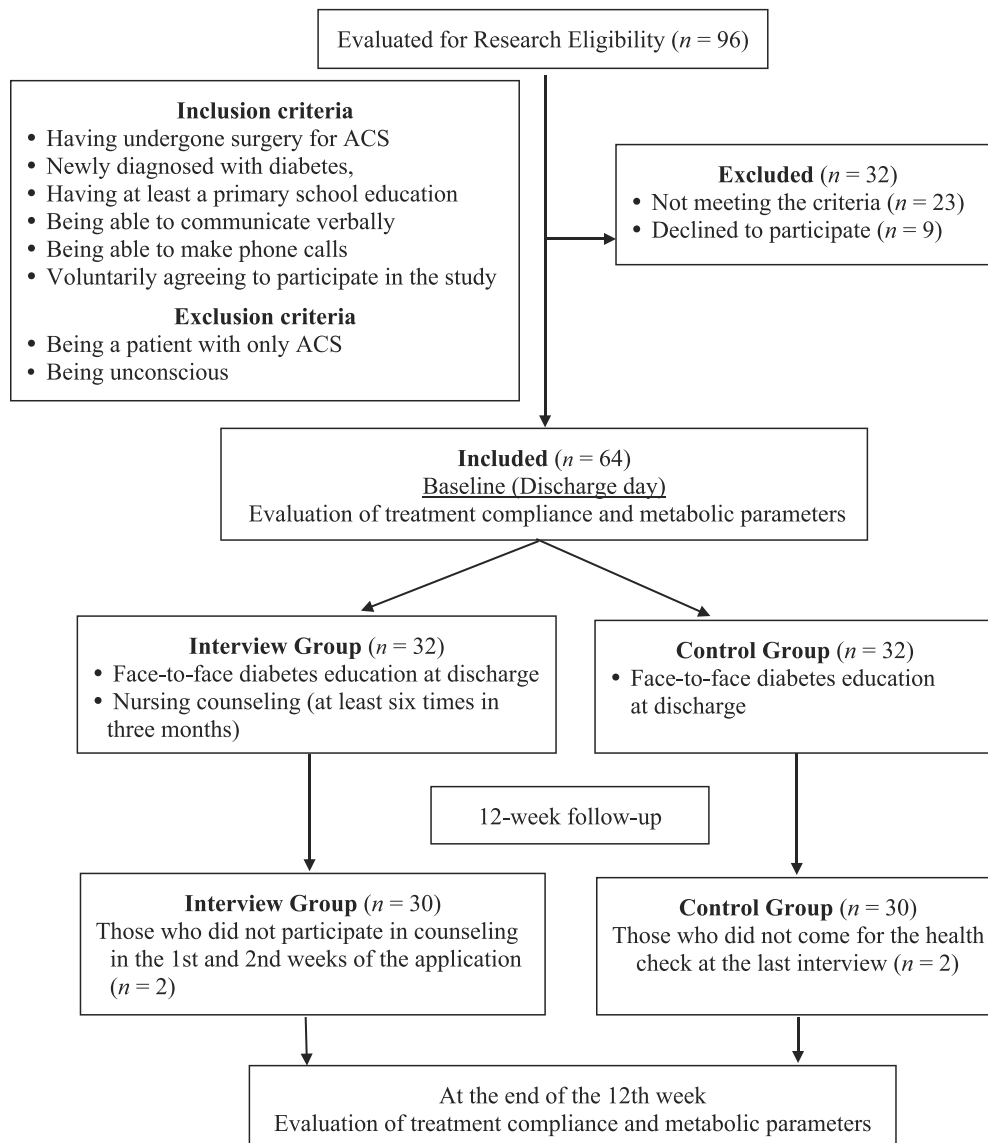 Evaluated for Research Eligibility (n = 96)
Inclusion criteria
• Having undergone surgery for ACS
• Newly diagnosed with diabetes,
• Having at least a primary school education
• Being able to communicate verbally
• Being able to make phone calls
• Voluntarily agreeing to participate in the study
Exclusion criteria
• Being a patient with only ACS
• Being unconscious
Excluded (n = 32)
• Not meeting the criteria (n = 23)
• Declined to participate (n = 9)
Included (n = 64)
Baseline (Discharge day)
Evaluation of treatment compliance and metabolic parameters
Interview Group (n = 32)
• Face-to-face diabetes education at discharge
• Nursing counseling (at least six times in
three months)
Control Group (n = 32)
• Face-to-face diabetes education
at discharge
12-week follow-up
Interview Group (n = 30)
Those who did not participate in counseling
in the 1st and 2nd weeks of the application
(n = 2)
Control Group (n = 30)
Those who did not come for the health
check at the last interview (n = 2)
At the end of the 12th week
Evaluation of treatment compliance and metabolic parameters